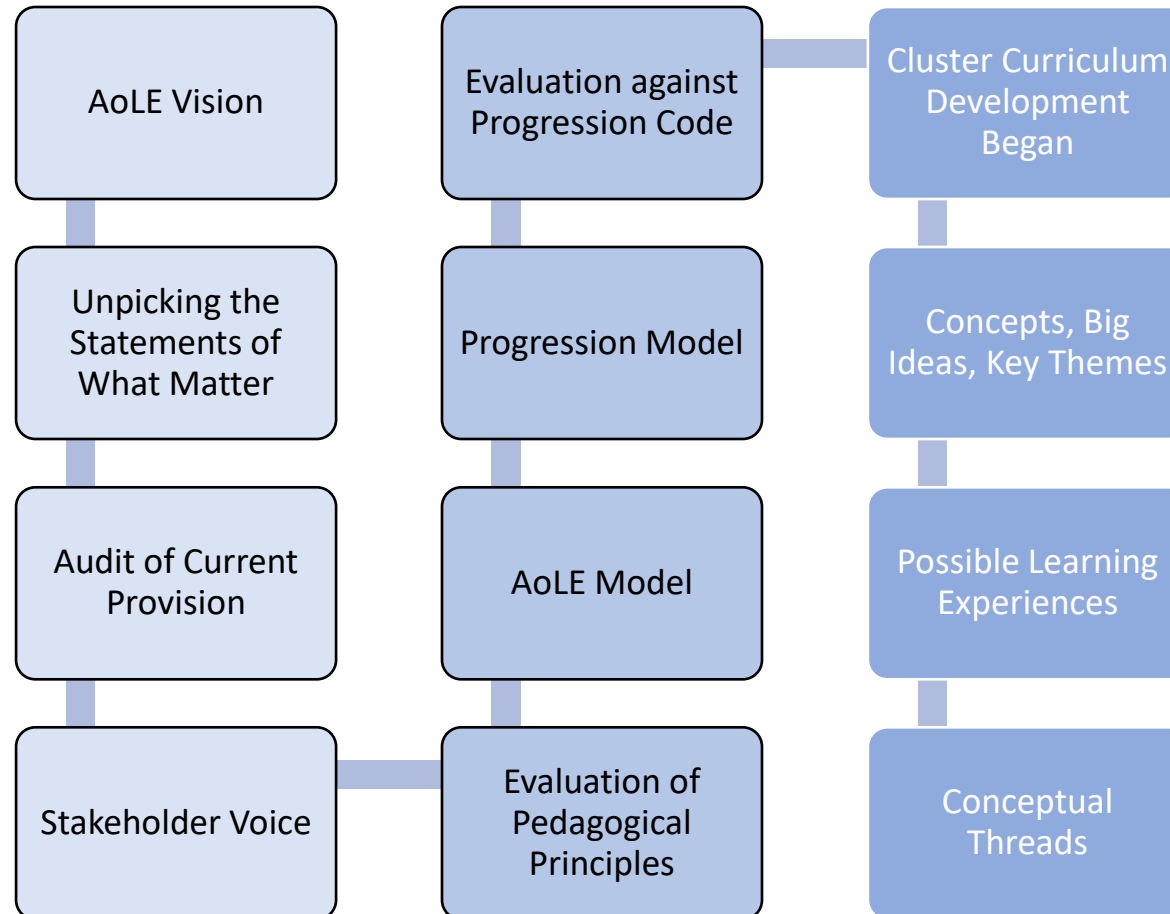 AoLE Vision
Unpicking the
Statements of
What Matter
Audit of Current
Provision
Stakeholder Voice
Evaluation of
Pedagogical
Principles
AoLE Model
Progression Model
Evaluation against
Progression Code
Cluster Curriculum
Development
Began
Concepts, Big
Ideas, Key Themes
Possible Learning
Experiences
Conceptual
Threads